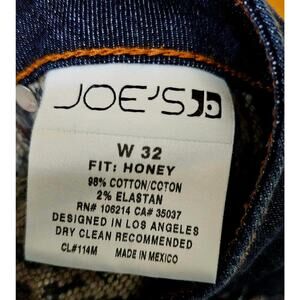 JOE'S
W 32
FIT: HONEY
98% COTTON/COTON
2% ELASTAN
RN# 106214 CA# 35037
DESIGNED IN LOS ANGELES
DRY CLEAN RECOMMENDED
CL#114M MADE IN MEXICO